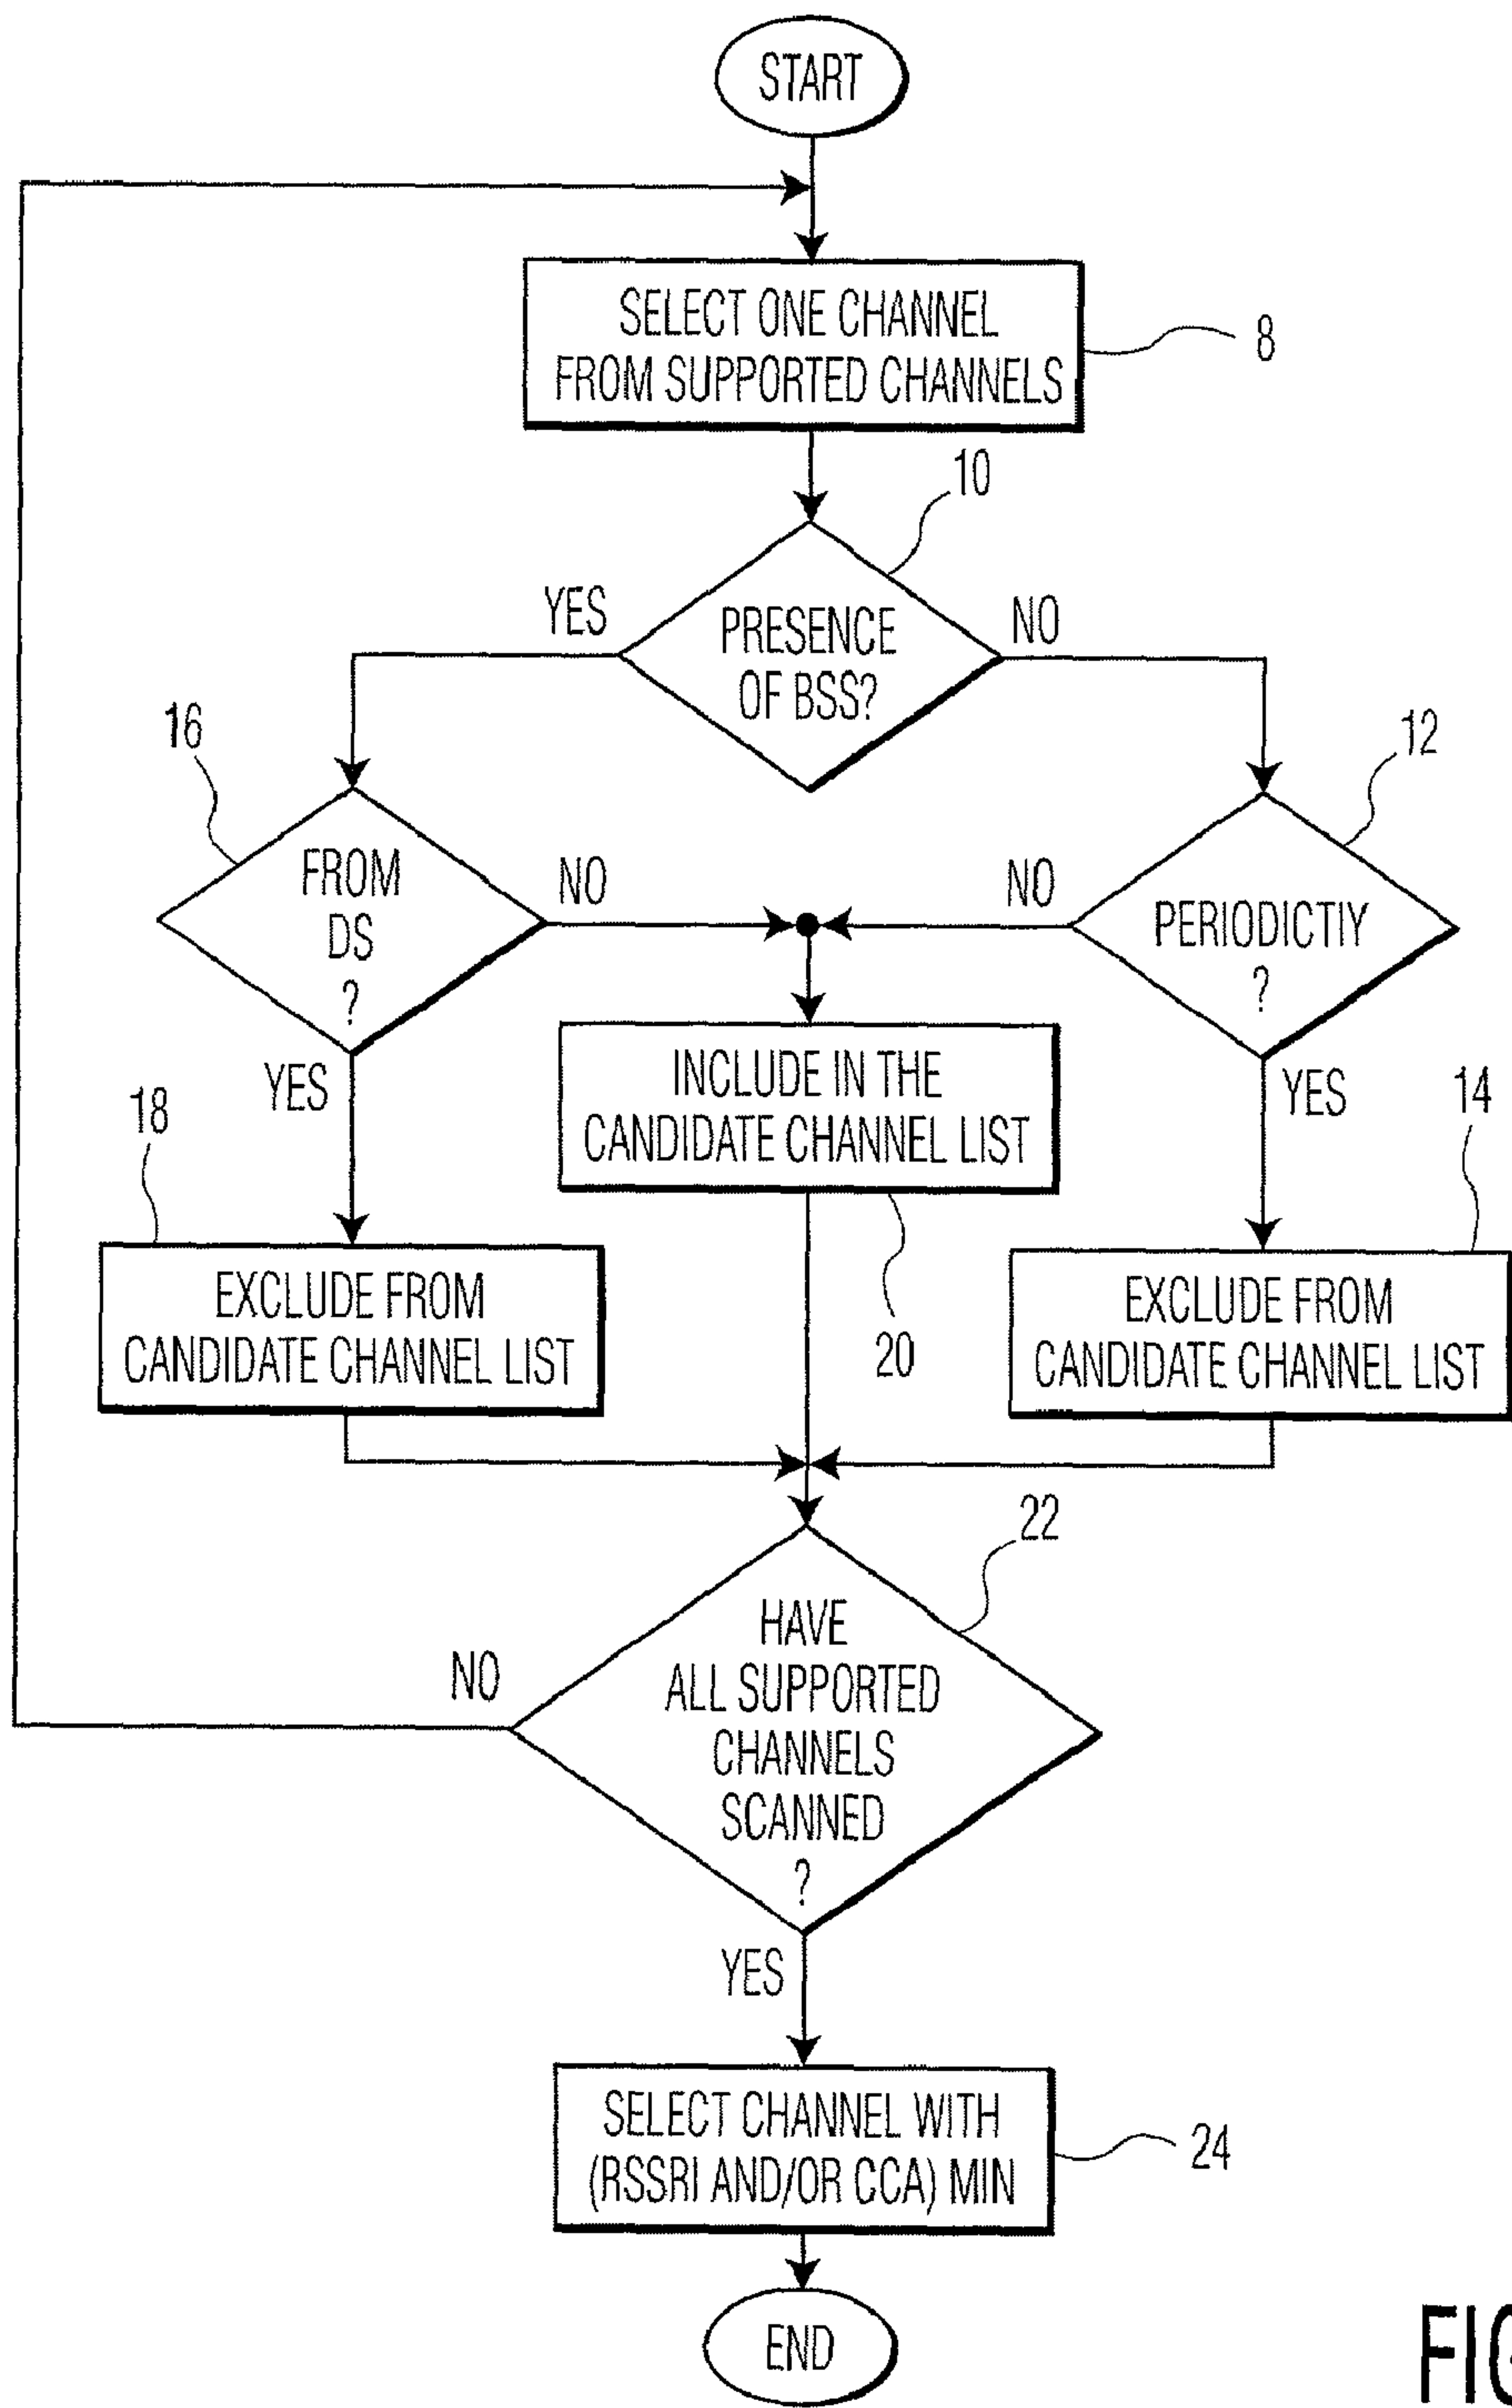 START
SELECT ONE CHANNEL
FROM SUPPORTED CHANNELS
8
10
YES
PRESENCE
OF BSS?
NO
16
12
FROM
DS
?
NO
NO
PERIODICTIY
?
YES
INCLUDE IN THE
CANDIDATE CHANNEL LIST
YES
18
14
EXCLUDE FROM
CANDIDATE CHANNEL LIST
20
EXCLUDE FROM
CANDIDATE CHANNEL LIST
22
HAVE
ALL SUPPORTED
CHANNELS
SCANNED
?
NO
YES
SELECT CHANNEL WITH
(RSSRI AND/OR CCA) MIN
24
END